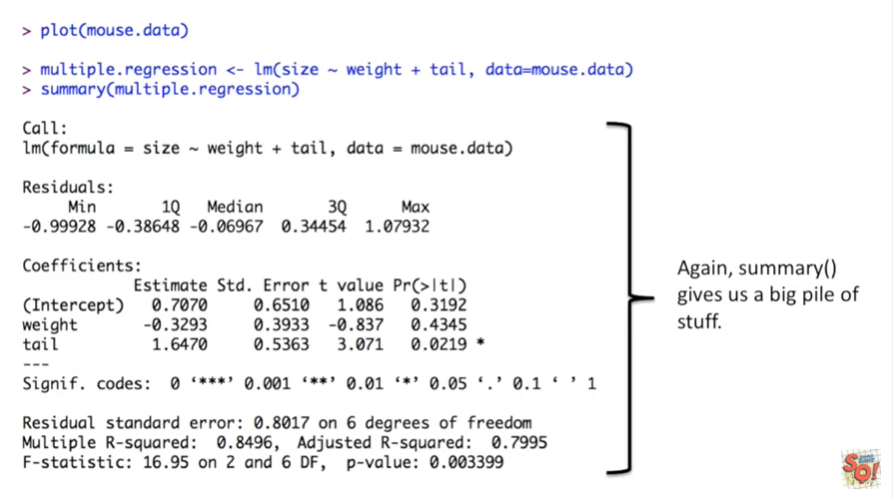 > plot(mouse.data)
> multiple.regression <- lm(size ~ weight + tail, data=mouse.data)
> summary(multiple.regression)
Call:
lm(formula = size ~ weight + tail, data = mouse.data)
Residuals:
Min 1Q Median 3Q Max
-0.99928 -0.38648 -0.06967 0.34454 1.07932
Coefficients:
Estimate Std. Error t value Pr(>|t|)
(Intercept) 0.7070 0.6510 1.086 0.3192
weight -0.3293 0.3933 -0.837 0.4345
tail 1.6470 0.5363 3.071 0.0219 *
---
Signif. codes: 0 ‘***’ 0.001 ‘**’ 0.01 ‘*’ 0.05 ‘.’ 0.1 ‘ ’ 1
Residual standard error: 0.8017 on 6 degrees of freedom
Multiple R-squared: 0.8496, Adjusted R-squared: 0.7995
F-statistic: 16.95 on 2 and 6 DF, p-value: 0.003399
Again, summary()
gives us a big pile of
stuff.
SQ!